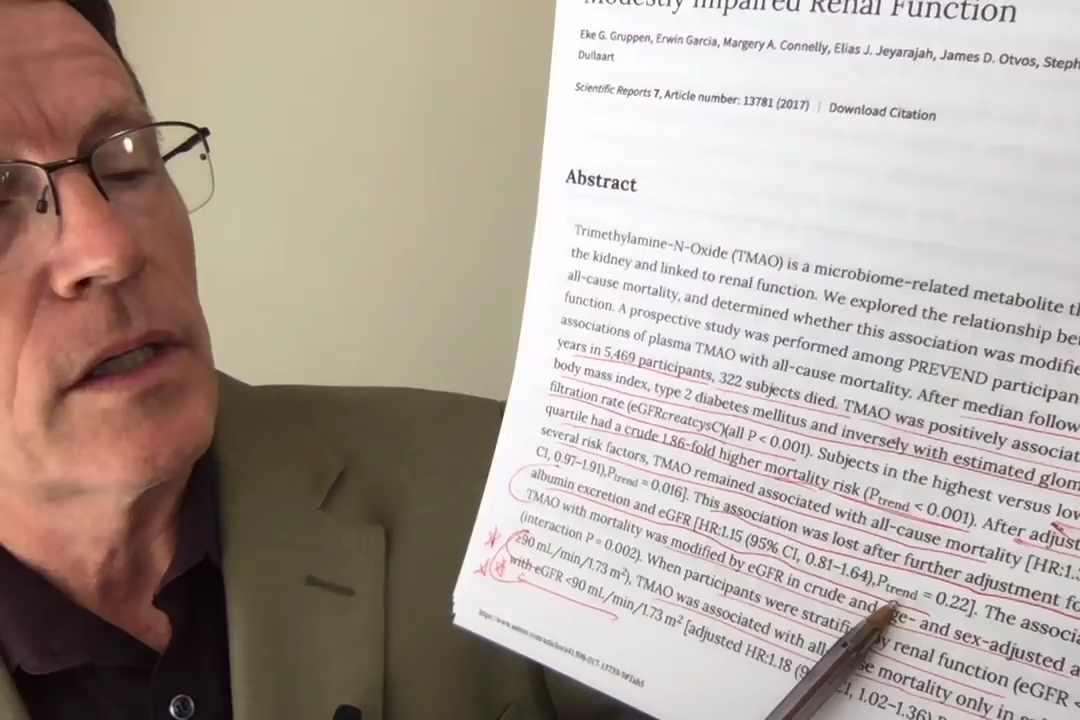 Modestly Impaired Renal Function
Eke G. Gruppen, Erwin Garcia, Margery A. Connelly, Elias J. Jeyarajah, James D. Otvos, Steph
Dullaart
Scientific Reports 7, Article number: 13781 (2017) | Download Citation
Abstract
Trimethylamine-N-Oxide (TMAO) is a microbiome-related metabolite th
the kidney and linked to renal function. We explored the relationship be
all-cause mortality, and determined whether this association was modifie
function. A prospective study was performed among PREVEND participan
associations of plasma TMAO with all-cause mortality. After median follow
years in 5,469 participants, 322 subjects died. TMAO was positively associat
body mass index, type 2 diabetes mellitus and inversely with estimated glom
filtration rate (eGFRcreatcysC)(all P < 0.001). Subjects in the highest versus low
quartile had a crude 1.86-fold higher mortality risk (Ptrend < 0.001). After adjust
several risk factors, TMAO remained associated with all-cause mortality [HR:1.3
CI, 0.97–1.91),Ptrend = 0.016]. This association was lost after further adjustment fo
albumin excretion and eGFR [HR:1.15 (95% CI, 0.81–1.64),Ptrend = 0.22]. The associa
TMAO with mortality was modified by eGFR in crude and age- and sex-adjusted a
(interaction P = 0.002). When participants were stratifi by renal function (eGFR <
≥90 mL/min/1.73 m²), TMAO was associated with all se mortality only in s
with eGFR <90 mL/min/1.73 m² [adjusted HR:1.18 (9 CI, 1.02–1.36)